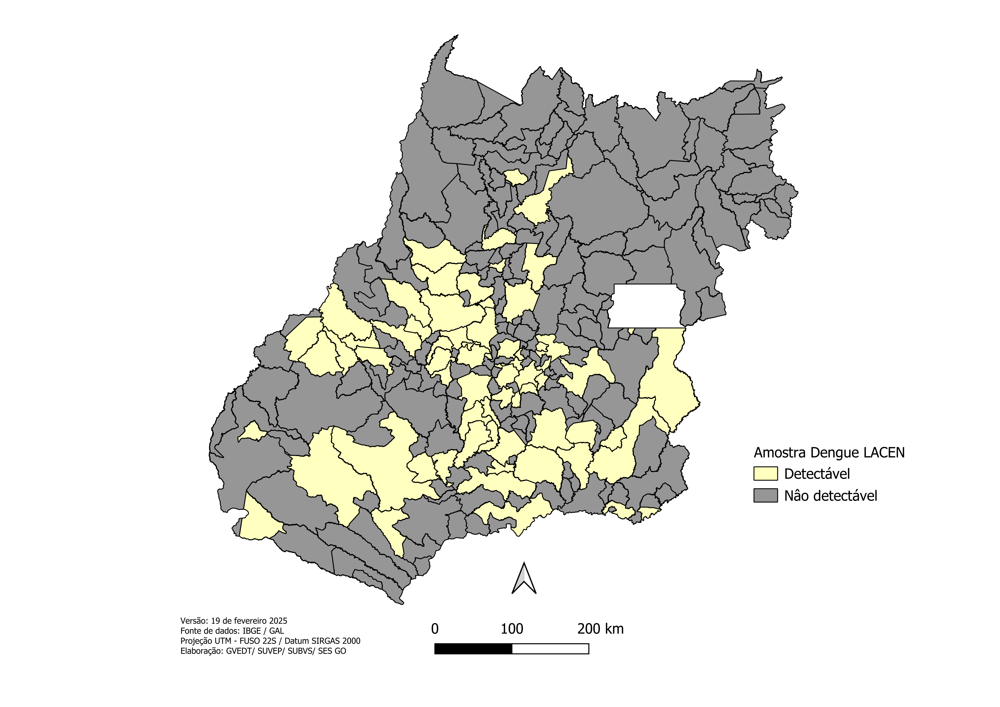 Amostra Dengue LACEN
Detectável
Nâo detectável
Versão: 19 de fevereiro 2025
Fonte de dados: IBGE / GAL
Projeção UTM - FUSO 22S / Datum SIRGAS 2000
Elaboração: GVEDT/ SUVEP/ SUBVS/ SES GO
0 100 200 km